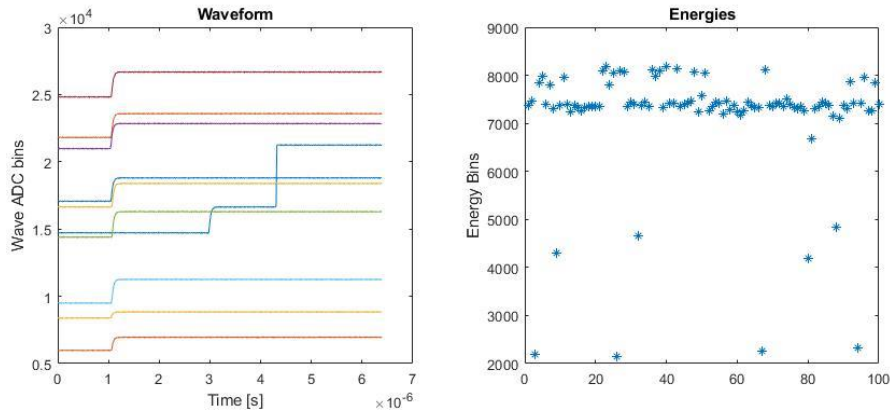 Waveform
×10⁴
3
2.5
2
1.5
1
0.5
Wave ADC bins
0 1 2 3 4 5 6 7
Time [s]
×10⁻⁶
Energies
9000
8000
7000
6000
5000
4000
3000
2000
Energy Bins
0 20 40 60 80 100